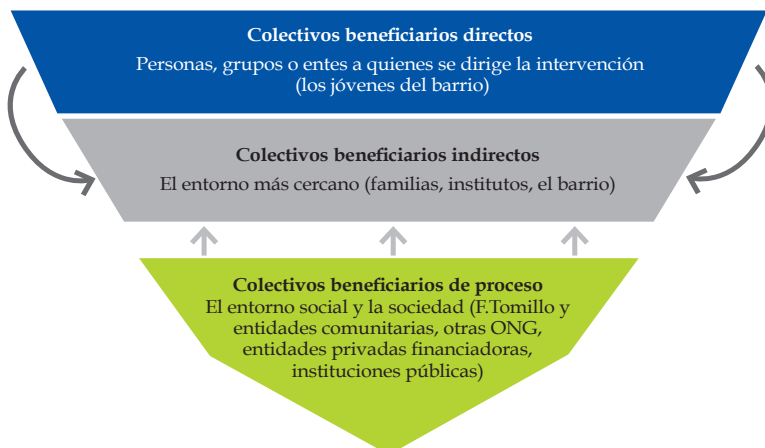 Colectivos beneficiarios directos
Personas, grupos o entes a quienes se dirige la intervención
(los jóvenes del barrio)
Colectivos beneficiarios indirectos
El entorno más cercano (familias, institutos, el barrio)
Colectivos beneficiarios de proceso
El entorno social y la sociedad (F.Tomillo y
entidades comunitarias, otras ONG,
entidades privadas financiadoras,
instituciones públicas)